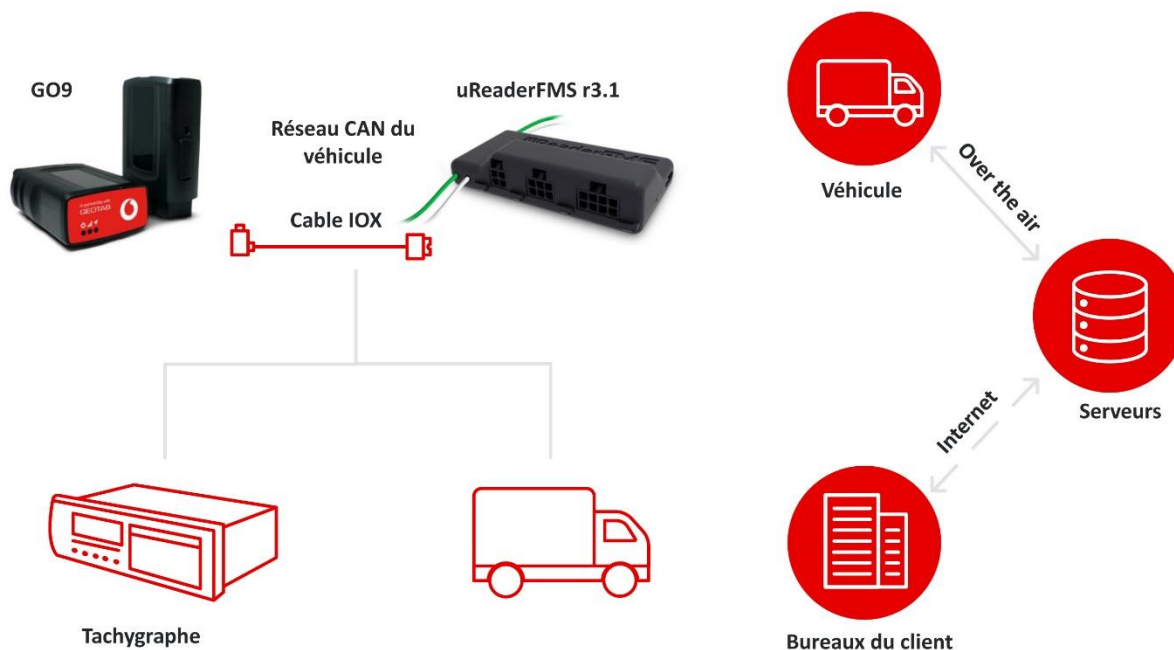 GO9
uReaderFMS r3.1
Réseau CAN du
véhicule
Cable IOX
GEOTAB
Tachygraphe
Véhicule
Over the air
Serveurs
Internet
Bureaux du client